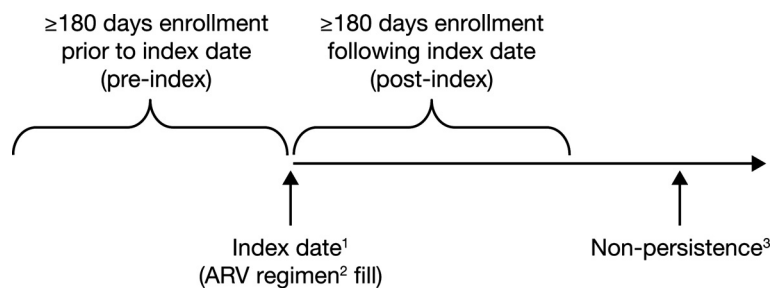 ≥180 days enrollment
prior to index date
(pre-index)
≥180 days enrollment
following index date
(post-index)
Index date¹
(ARV regimen² fill)
Non-persistence³